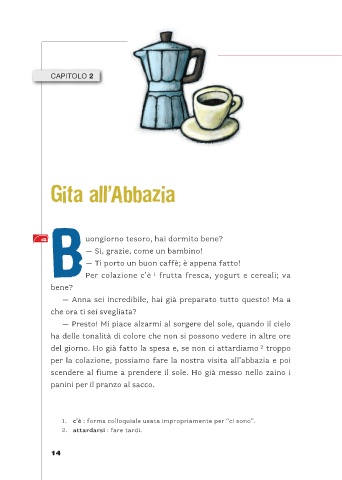 CAPITOLO 2
Gita all'Abbazia
Buongiorno tesoro, hai dormito bene?
— Sì, grazie, come un bambino!
— Ti porto un buon caffè; è appena fatto!
Per colazione c'è ¹ frutta fresca, yogurt e cereali; va
bene?
— Anna sei incredibile, hai già preparato tutto questo! Ma a
che ora ti sei svegliata?
— Presto! Mi piace alzarmi al sorgere del sole, quando il cielo
ha delle tonalità di colore che non si possono vedere in altre ore
del giorno. Ho già fatto la spesa e, se non ci attardiamo ² troppo
per la colazione, possiamo fare la nostra visita all'abbazia e poi
scendere al fiume a prendere il sole. Ho già messo nello zaino i
panini per il pranzo al sacco.
1. c'è : forma colloquiale usata impropriamente per "ci sono".
2. attardarsi : fare tardi.
14